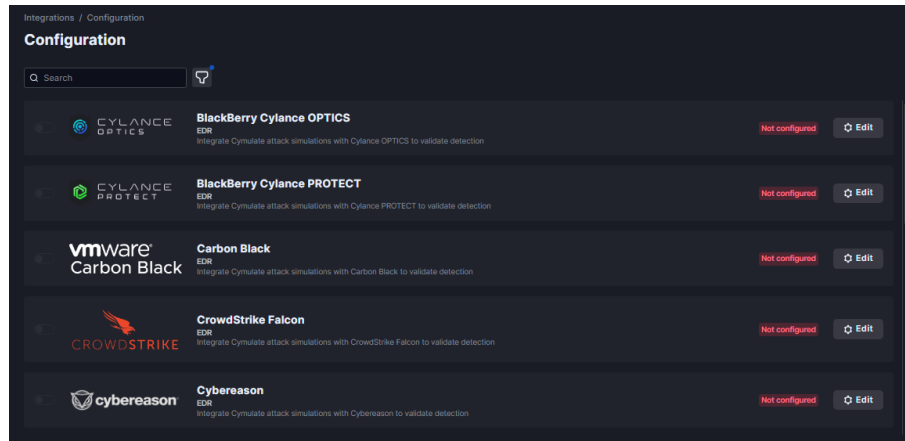 Integrations / Configuration
Configuration
Search
CYLANCE
OPTICS
BlackBerry Cylance OPTICS
EDR
Integrate Cymulate attack simulations with Cylance OPTICS to validate detection
Not configured
Edit
CYLANCE
PROTECT
BlackBerry Cylance PROTECT
EDR
Integrate Cymulate attack simulations with Cylance PROTECT to validate detection
Not configured
Edit
vmware
Carbon Black
Carbon Black
EDR
Integrate Cymulate attack simulations with Carbon Black to validate detection
Not configured
Edit
CROWDSTRIKE
CrowdStrike Falcon
EDR
Integrate Cymulate attack simulations with CrowdStrike Falcon to validate detection
Not configured
Edit
cybereason
Cybereason
EDR
Integrate Cymulate attack simulations with Cybereason to validate detection
Not configured
Edit